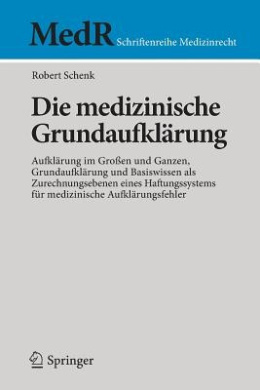 MedR Schriftenreihe Medizinrecht
Robert Schenk
Die medizinische
Grundaufklärung
Aufklärung im Großen und Ganzen,
Grundaufklärung und Basiswissen als
Zurechnungsebenen eines Haftungssystems
für medizinische Aufklärungsfehler
Springer